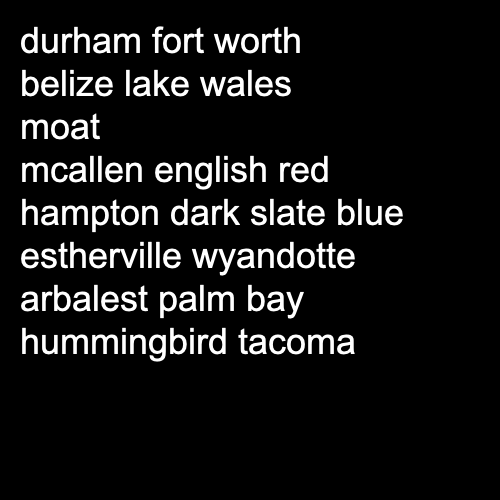 durham fort worth
belize lake wales
moat
mcallen english red
hampton dark slate blue
estherville wyandotte
arbalest palm bay
hummingbird tacoma